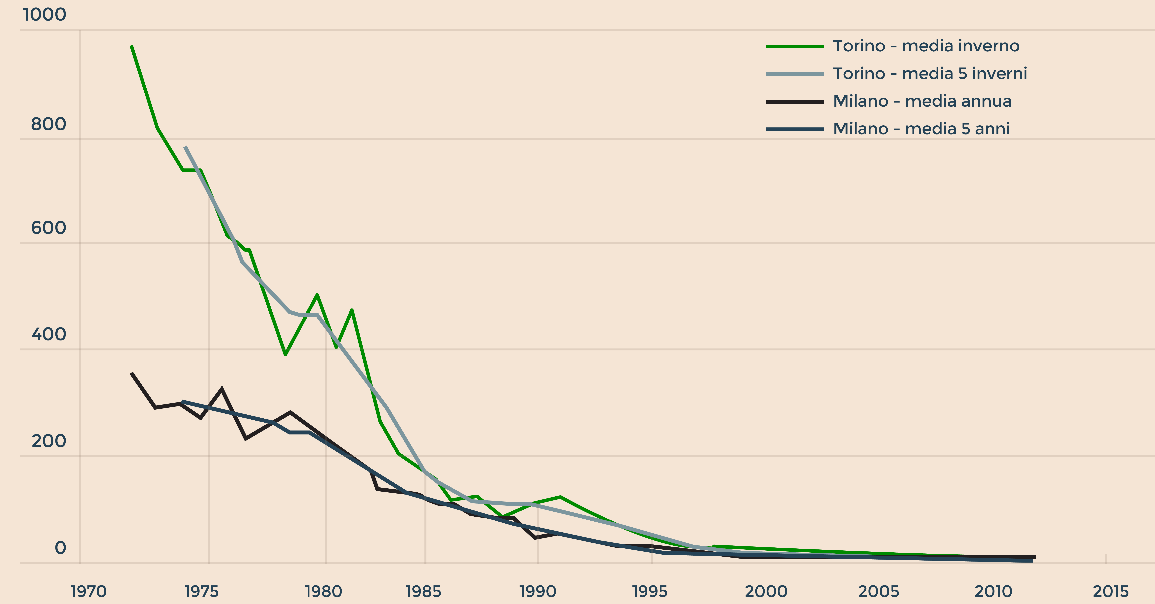 1000
Torino - media inverno
Torino - media 5 inverni
Milano - media annua
Milano - media 5 anni
800
600
400
200
0
1970 1975 1980 1985 1990 1995 2000 2005 2010 2015